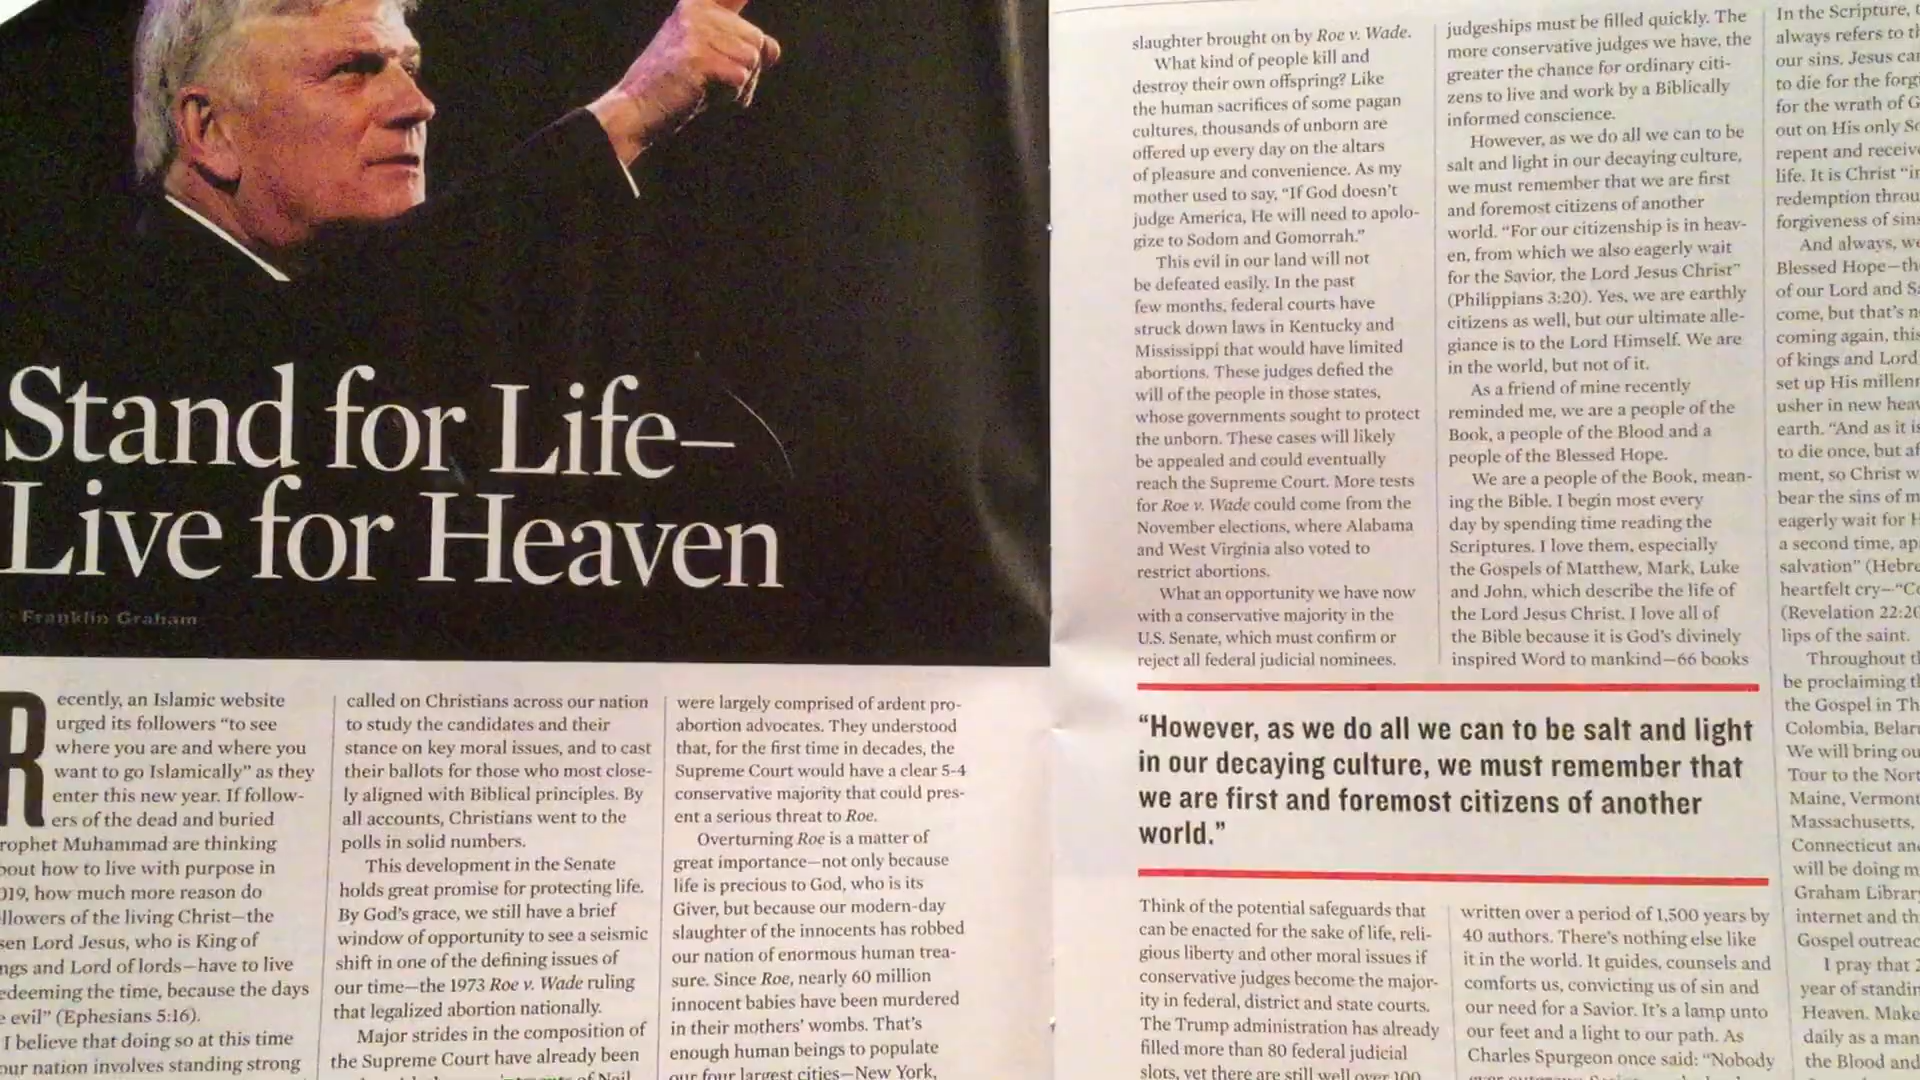 Stand for Life–
Live for Heaven
Franklin Graham
Recently, an Islamic website
urged its followers “to see
where you are and where you
want to go Islamically” as they
enter this new year. If follow-
ers of the dead and buried
rophet Muhammad are thinking
bout how to live with purpose in
019, how much more reason do
llowers of the living Christ—the
sen Lord Jesus, who is King of
ngs and Lord of lords—have to live
edeeming the time, because the days
e evil” (Ephesians 5:16).
I believe that doing so at this time
our nation involves standing strong
called on Christians across our nation
to study the candidates and their
stance on key moral issues, and to cast
their ballots for those who most close-
ly aligned with Biblical principles. By
all accounts, Christians went to the
polls in solid numbers.
This development in the Senate
holds great promise for protecting life.
By God’s grace, we still have a brief
window of opportunity to see a seismic
shift in one of the defining issues of
our time—the 1973 Roe v. Wade ruling
that legalized abortion nationally.
Major strides in the composition of
the Supreme Court have already been
of Neil
were largely comprised of ardent pro-
abortion advocates. They understood
that, for the first time in decades, the
Supreme Court would have a clear 5-4
conservative majority that could pres-
ent a serious threat to Roe.
Overturning Roe is a matter of
great importance—not only because
life is precious to God, who is its
Giver, but because our modern-day
slaughter of the innocents has robbed
our nation of enormous human trea-
sure. Since Roe, nearly 60 million
innocent babies have been murdered
in their mothers’ wombs. That’s
enough human beings to populate
our four largest cities—New York,
slaughter brought on by Roe v. Wade.
What kind of people kill and
destroy their own offspring? Like
the human sacrifices of some pagan
cultures, thousands of unborn are
offered up every day on the altars
of pleasure and convenience. As my
mother used to say, “If God doesn’t
judge America, He will need to apolo-
gize to Sodom and Gomorrah.”
This evil in our land will not
be defeated easily. In the past
few months, federal courts have
struck down laws in Kentucky and
Mississippi that would have limited
abortions. These judges defied the
will of the people in those states,
whose governments sought to protect
the unborn. These cases will likely
be appealed and could eventually
reach the Supreme Court. More tests
for Roe v. Wade could come from the
November elections, where Alabama
and West Virginia also voted to
restrict abortions.
What an opportunity we have now
with a conservative majority in the
U.S. Senate, which must confirm or
reject all federal judicial nominees.
judgeships must be filled quickly. The
more conservative judges we have, the
greater the chance for ordinary citi-
zens to live and work by a Biblically
informed conscience.
However, as we do all we can to be
salt and light in our decaying culture,
we must remember that we are first
and foremost citizens of another
world. “For our citizenship is in heav-
en, from which we also eagerly wait
for the Savior, the Lord Jesus Christ”
(Philippians 3:20). Yes, we are earthly
citizens as well, but our ultimate alle-
giance is to the Lord Himself. We are
in the world, but not of it.
As a friend of mine recently
reminded me, we are a people of the
Book, a people of the Blood and a
people of the Blessed Hope.
We are a people of the Book, mean-
ing the Bible. I begin most every
day by spending time reading the
Scriptures. I love them, especially
the Gospels of Matthew, Mark, Luke
and John, which describe the life of
the Lord Jesus Christ. I love all of
the Bible because it is God’s divinely
inspired Word to mankind—66 books
“However, as we do all we can to be salt and light
in our decaying culture, we must remember that
we are first and foremost citizens of another
world.”
Think of the potential safeguards that
can be enacted for the sake of life, reli-
gious liberty and other moral issues if
conservative judges become the major-
ity in federal, district and state courts.
The Trump administration has already
filled more than 80 federal judicial
slots, yet there are still well over 100
written over a period of 1,500 years by
40 authors. There’s nothing else like
it in the world. It guides, counsels and
comforts us, convicting us of sin and
our need for a Savior. It’s a lamp unto
our feet and a light to our path. As
Charles Spurgeon once said: “Nobody
In the Scripture, t
always refers to th
our sins. Jesus ca
to die for the forg
for the wrath of G
out on His only So
repent and receive
life. It is Christ “in
redemption throu
forgiveness of sins
And always, we
Blessed Hope—the
of our Lord and Sa
come, but that’s n
coming again, this
of kings and Lord
set up His millenn
usher in new heav
earth. “And as it is
to die once, but af
ment, so Christ w
bear the sins of m
eagerly wait for H
a second time, ap
salvation” (Hebre
heartfelt cry—“Co
(Revelation 22:20
lips of the saint.
Throughout th
be proclaiming th
the Gospel in Th
Colombia, Belaru
We will bring ou
Tour to the Nort
Maine, Vermont
Massachusetts,
Connecticut and
will be doing m
Graham Library
internet and th
Gospel outreac
I pray that 2
year of standin
Heaven. Make
daily as a man
the Blood and